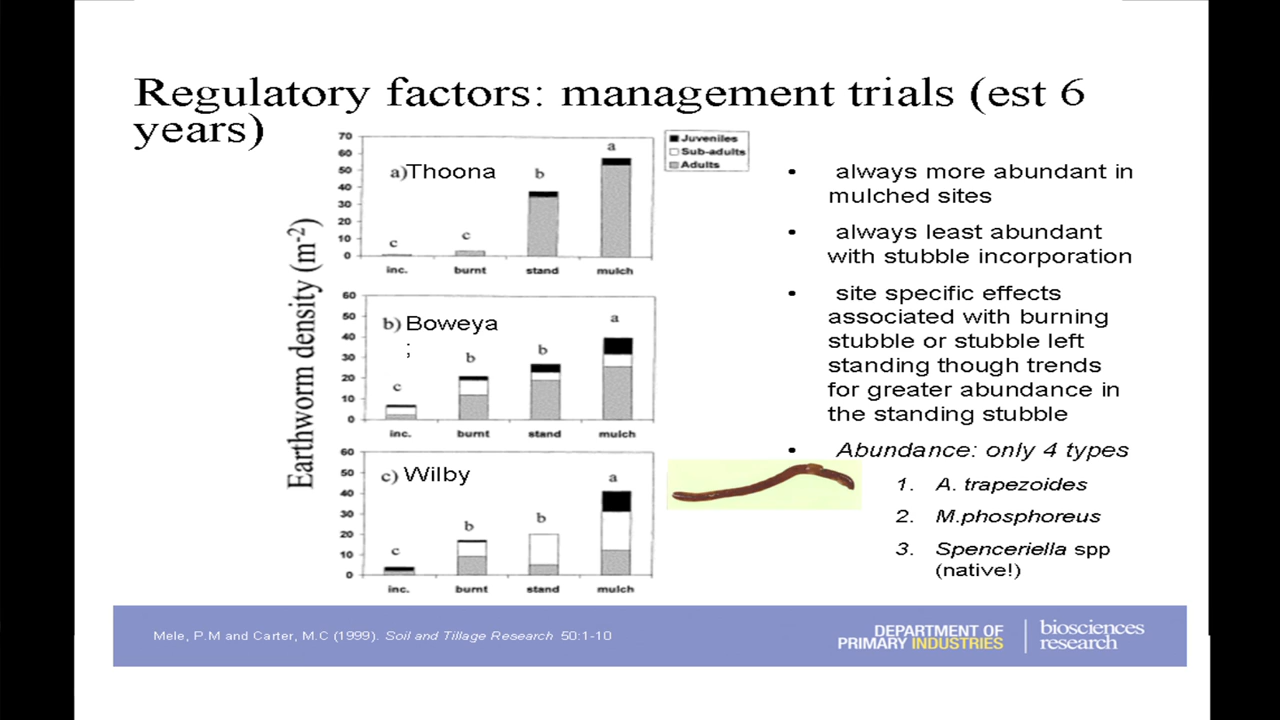 Regulatory factors: management trials (est 6
years)
Earthworm density (m-2)
Juveniles
Sub-adults
Adults
a)Thoona
70
60
50
40
30
20
10
0
c
c
b
a
inc. burnt stand mulch
b) Boweya
;
60
50
40
30
20
10
0
c
b
b
a
inc. burnt stand mulch
c) Wilby
60
50
40
30
20
10
0
c
b
b
a
inc. burnt stand mulch
• always more abundant in
mulched sites
• always least abundant
with stubble incorporation
• site specific effects
associated with burning
stubble or stubble left
standing though trends
for greater abundance in
the standing stubble
• Abundance: only 4 types
1. A. trapezoides
2. M.phosphoreus
3. Spenceriella spp
(native!)
Mele, P.M and Carter, M.C (1999). Soil and Tillage Research 50:1-10
DEPARTMENT OF
PRIMARY INDUSTRIES
biosciences
research